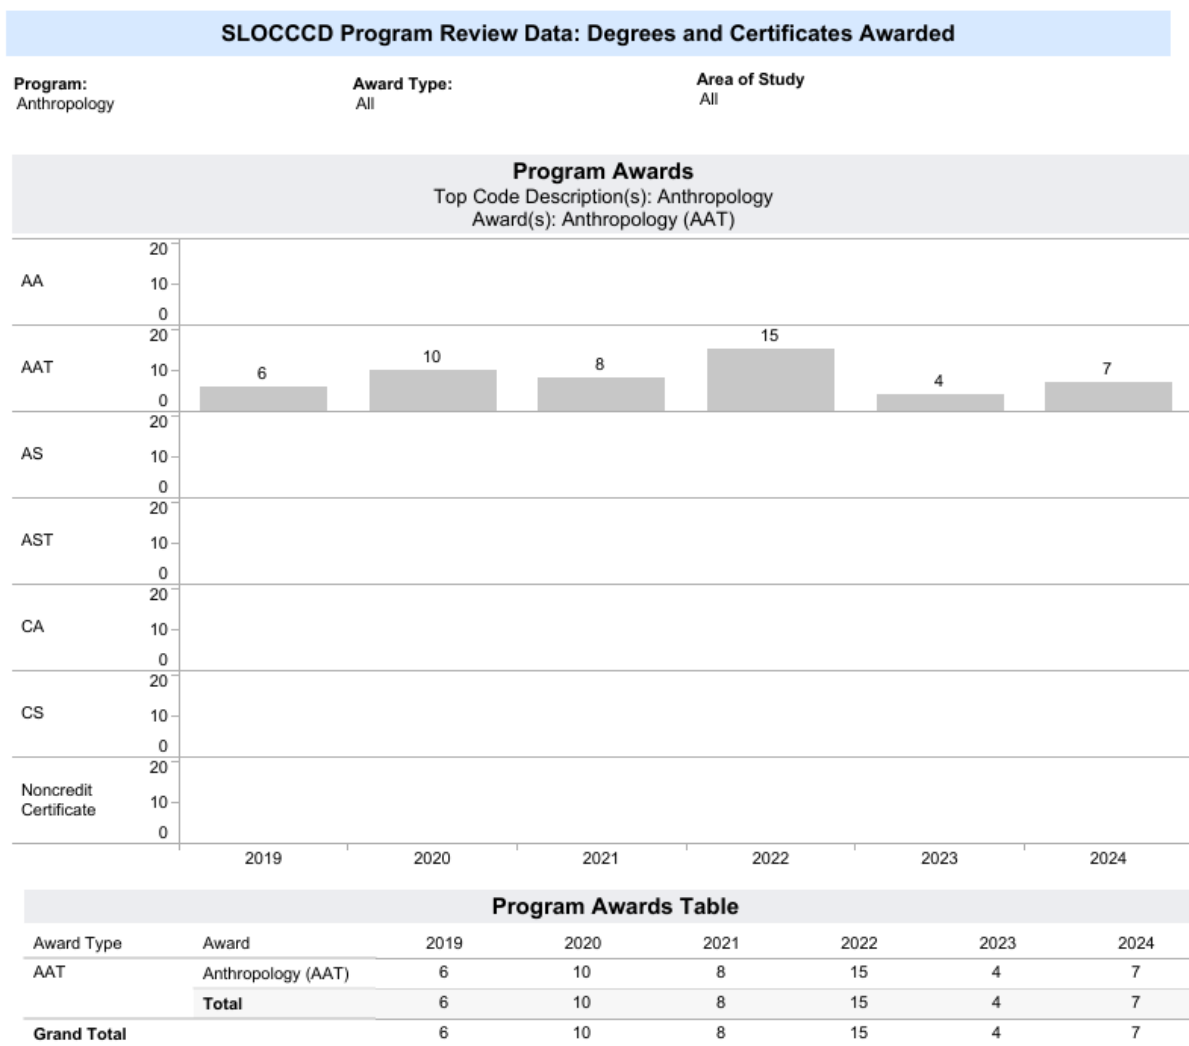 SLOCCCD Program Review Data: Degrees and Certificates Awarded
Program: Award Type: Area of Study
Anthropology All All
Program Awards
Top Code Description(s): Anthropology
Award(s): Anthropology (AAT)
AA 20 10 0
AAT 20 10 0 6 10 8 15 4 7
AS 20 10 0
AST 20 10 0
CA 20 10 0
CS 20 10 0
Noncredit
Certificate 20 10 0
2019 2020 2021 2022 2023 2024
Program Awards Table
Award Type Award 2019 2020 2021 2022 2023 2024
AAT Anthropology (AAT) 6 10 8 15 4 7
Total 6 10 8 15 4 7
Grand Total 6 10 8 15 4 7